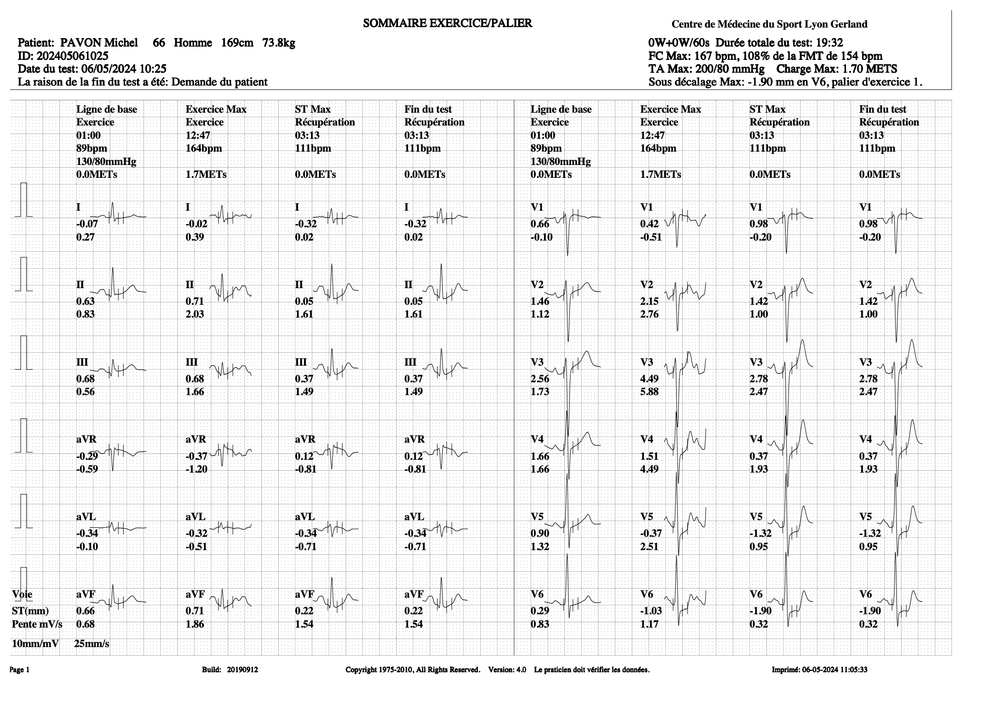 SOMMAIRE EXERCICE/PALIER
Centre de Médecine du Sport Lyon Gerland
Patient: PAVON Michel 66 Homme 169cm 73.8kg
ID: 202405061025
Date du test: 06/05/2024 10:25
La raison de la fin du test a été: Demande du patient
0W+0W/60s Durée totale du test: 19:32
FC Max: 167 bpm, 108% de la FMT de 154 bpm
TA Max: 200/80 mmHg Charge Max: 1.70 METS
Sous décalage Max: -1.90 mm en V6, palier d'exercice 1.
Ligne de base Exercice Max ST Max Fin du test Ligne de base Exercice Max ST Max Fin du test
Exercice Exercice Récupération Récupération Exercice Exercice Récupération Récupération
01:00 12:47 03:13 03:13 01:00 12:47 03:13 03:13
89bpm 164bpm 111bpm 111bpm 89bpm 164bpm 111bpm 111bpm
130/80mmHg 130/80mmHg
0.0METs 1.7METs 0.0METs 0.0METs 0.0METs 1.7METs 0.0METs 0.0METs
I I I I V1 V1 V1 V1
-0.07 -0.02 -0.32 -0.32 0.66 0.42 0.98 0.98
0.27 0.39 0.02 0.02 -0.10 -0.51 -0.20 -0.20
II II II II V2 V2 V2 V2
0.63 0.71 0.05 0.05 1.46 2.15 1.42 1.42
0.83 2.03 1.61 1.61 1.12 2.76 1.00 1.00
III III III III V3 V3 V3 V3
0.68 0.68 0.37 0.37 2.56 4.49 2.78 2.78
0.56 1.66 1.49 1.49 1.73 5.88 2.47 2.47
aVR aVR aVR aVR V4 V4 V4 V4
-0.29 -0.37 0.12 0.12 1.66 1.51 0.37 0.37
-0.59 -1.20 -0.81 -0.81 1.66 4.49 1.93 1.93
aVL aVL aVL aVL V5 V5 V5 V5
-0.34 -0.32 -0.34 -0.34 0.90 -0.37 -1.32 -1.32
-0.10 -0.51 -0.71 -0.71 1.32 2.51 0.95 0.95
Voie aVF aVF aVF aVF V6 V6 V6 V6
ST(mm) 0.66 0.71 0.22 0.22 0.29 -1.03 -1.90 -1.90
Pente mV/s 0.68 1.86 1.54 1.54 0.83 1.17 0.32 0.32
10mm/mV 25mm/s
Page 1 Build: 20190912 Copyright 1975-2010, All Rights Reserved. Version: 4.0 Le praticien doit vérifier les données. Imprimé: 06-05-2024 11:05:33